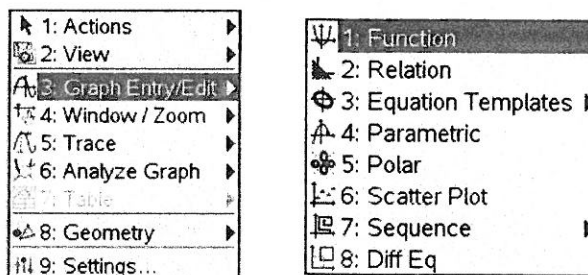 1: Actions
2: View
3: Graph Entry/Edit
4: Window / Zoom
5: Trace
6: Analyze Graph
7: Table
8: Geometry
9: Settings...
1: Function
2: Relation
3: Equation Templates
4: Parametric
5: Polar
6: Scatter Plot
7: Sequence
8: Diff Eq